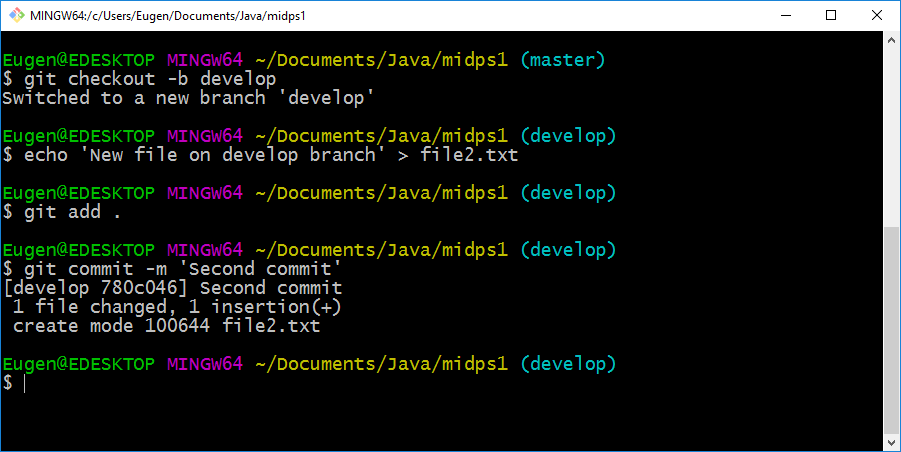 MINGW64:/c/Users/Eugen/Documents/Java/midps1
Eugen@EDESKTOP MINGW64 ~/Documents/Java/midps1 (master)
$ git checkout -b develop
Switched to a new branch 'develop'
Eugen@EDESKTOP MINGW64 ~/Documents/Java/midps1 (develop)
$ echo 'New file on develop branch' > file2.txt
Eugen@EDESKTOP MINGW64 ~/Documents/Java/midps1 (develop)
$ git add .
Eugen@EDESKTOP MINGW64 ~/Documents/Java/midps1 (develop)
$ git commit -m 'Second commit'
[develop 780c046] Second commit
 1 file changed, 1 insertion(+)
 create mode 100644 file2.txt
Eugen@EDESKTOP MINGW64 ~/Documents/Java/midps1 (develop)
$